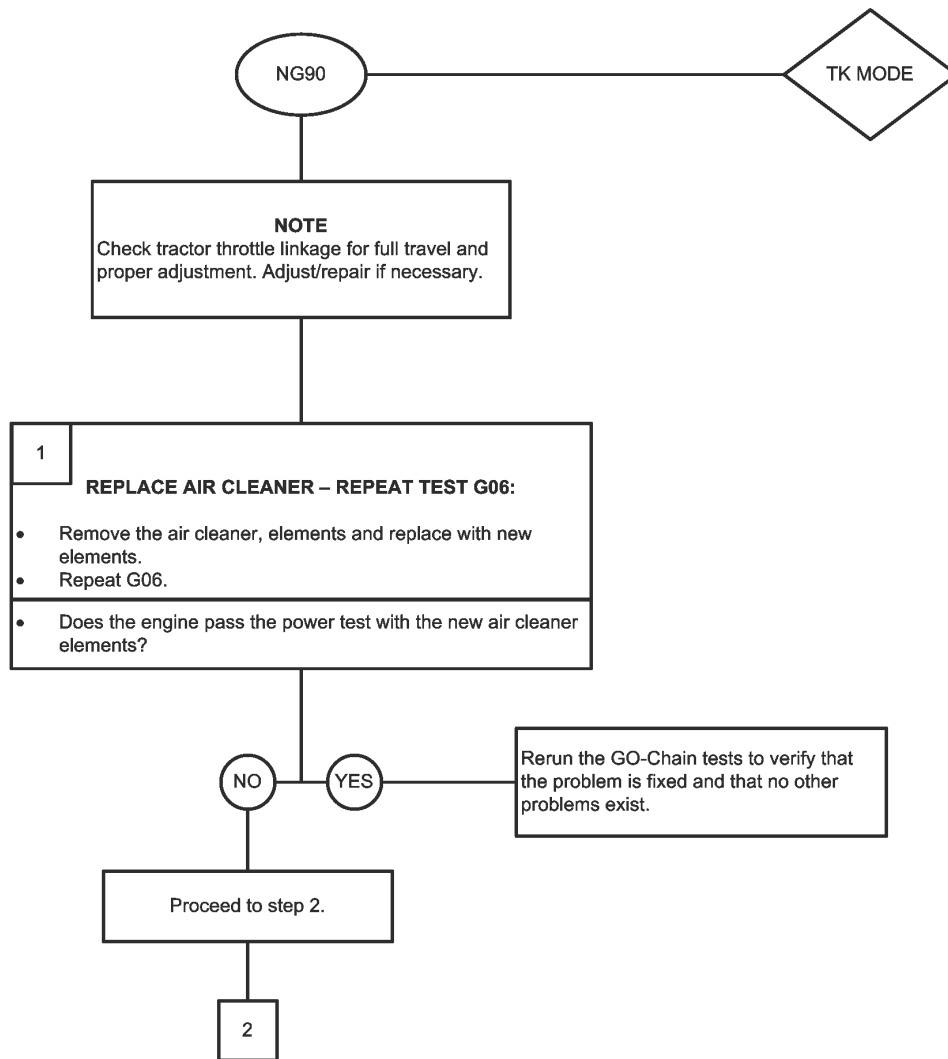 NG90
TK MODE
NOTE
Check tractor throttle linkage for full travel and
proper adjustment. Adjust/repair if necessary.
1
REPLACE AIR CLEANER – REPEAT TEST G06:
• Remove the air cleaner, elements and replace with new
elements.
• Repeat G06.
• Does the engine pass the power test with the new air cleaner
elements?
NO
YES
Rerun the GO-Chain tests to verify that
the problem is fixed and that no other
problems exist.
Proceed to step 2.
2